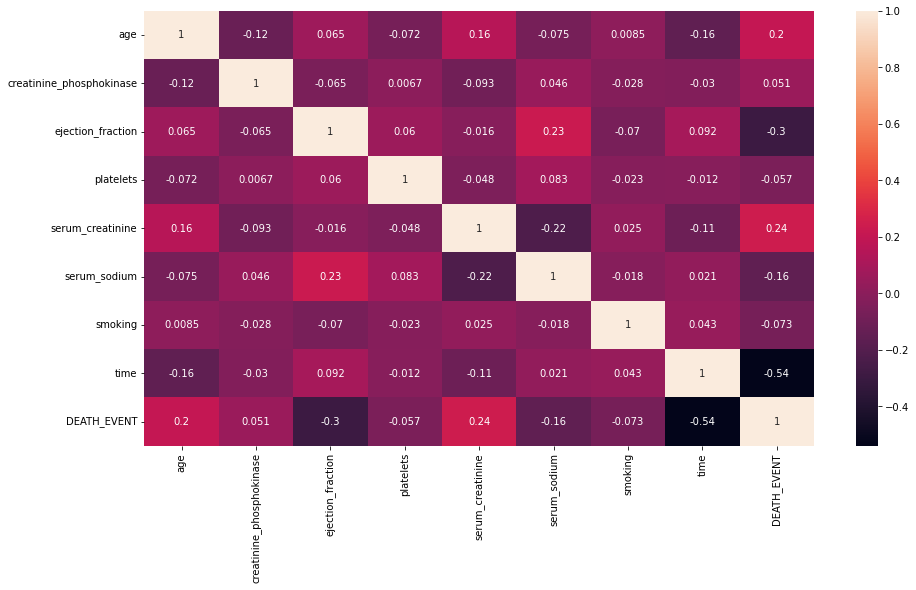 age 1 -0.12 0.065 -0.072 0.16 -0.075 0.0085 -0.16 0.2
creatinine_phosphokinase -0.12 1 -0.065 0.0067 -0.093 0.046 -0.028 -0.03 0.051
ejection_fraction 0.065 -0.065 1 0.06 -0.016 0.23 -0.07 0.092 -0.3
platelets -0.072 0.0067 0.06 1 -0.048 0.083 -0.023 -0.012 -0.057
serum_creatinine 0.16 -0.093 -0.016 -0.048 1 -0.22 0.025 -0.11 0.24
serum_sodium -0.075 0.046 0.23 0.083 -0.22 1 -0.018 0.021 -0.16
smoking 0.0085 -0.028 -0.07 -0.023 0.025 -0.018 1 0.043 -0.073
time -0.16 -0.03 0.092 -0.012 -0.11 0.021 0.043 1 -0.54
DEATH_EVENT 0.2 0.051 -0.3 -0.057 0.24 -0.16 -0.073 -0.54 1
age
creatinine_phosphokinase
ejection_fraction
platelets
serum_creatinine
serum_sodium
smoking
time
DEATH_EVENT
1.0
0.8
0.6
0.4
0.2
0.0
−0.2
−0.4